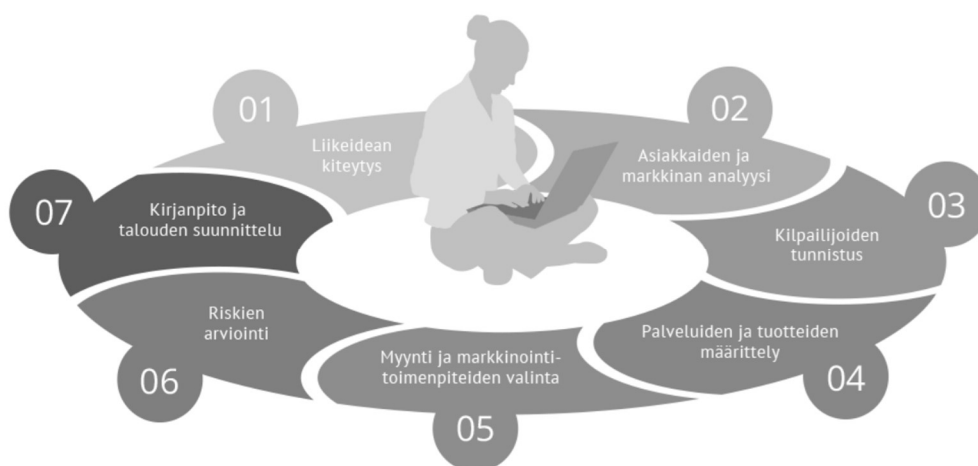 01
Liikeidean
kiteytys
02
Asiakkaiden ja
markkinan analyysi
03
Kilpailijoiden
tunnistus
04
Palveluiden ja tuotteiden
määrittely
05
Myynti ja markkinointi-
toimenpiteiden valinta
06
Riskien
arviointi
07
Kirjanpito ja
talouden suunnittelu